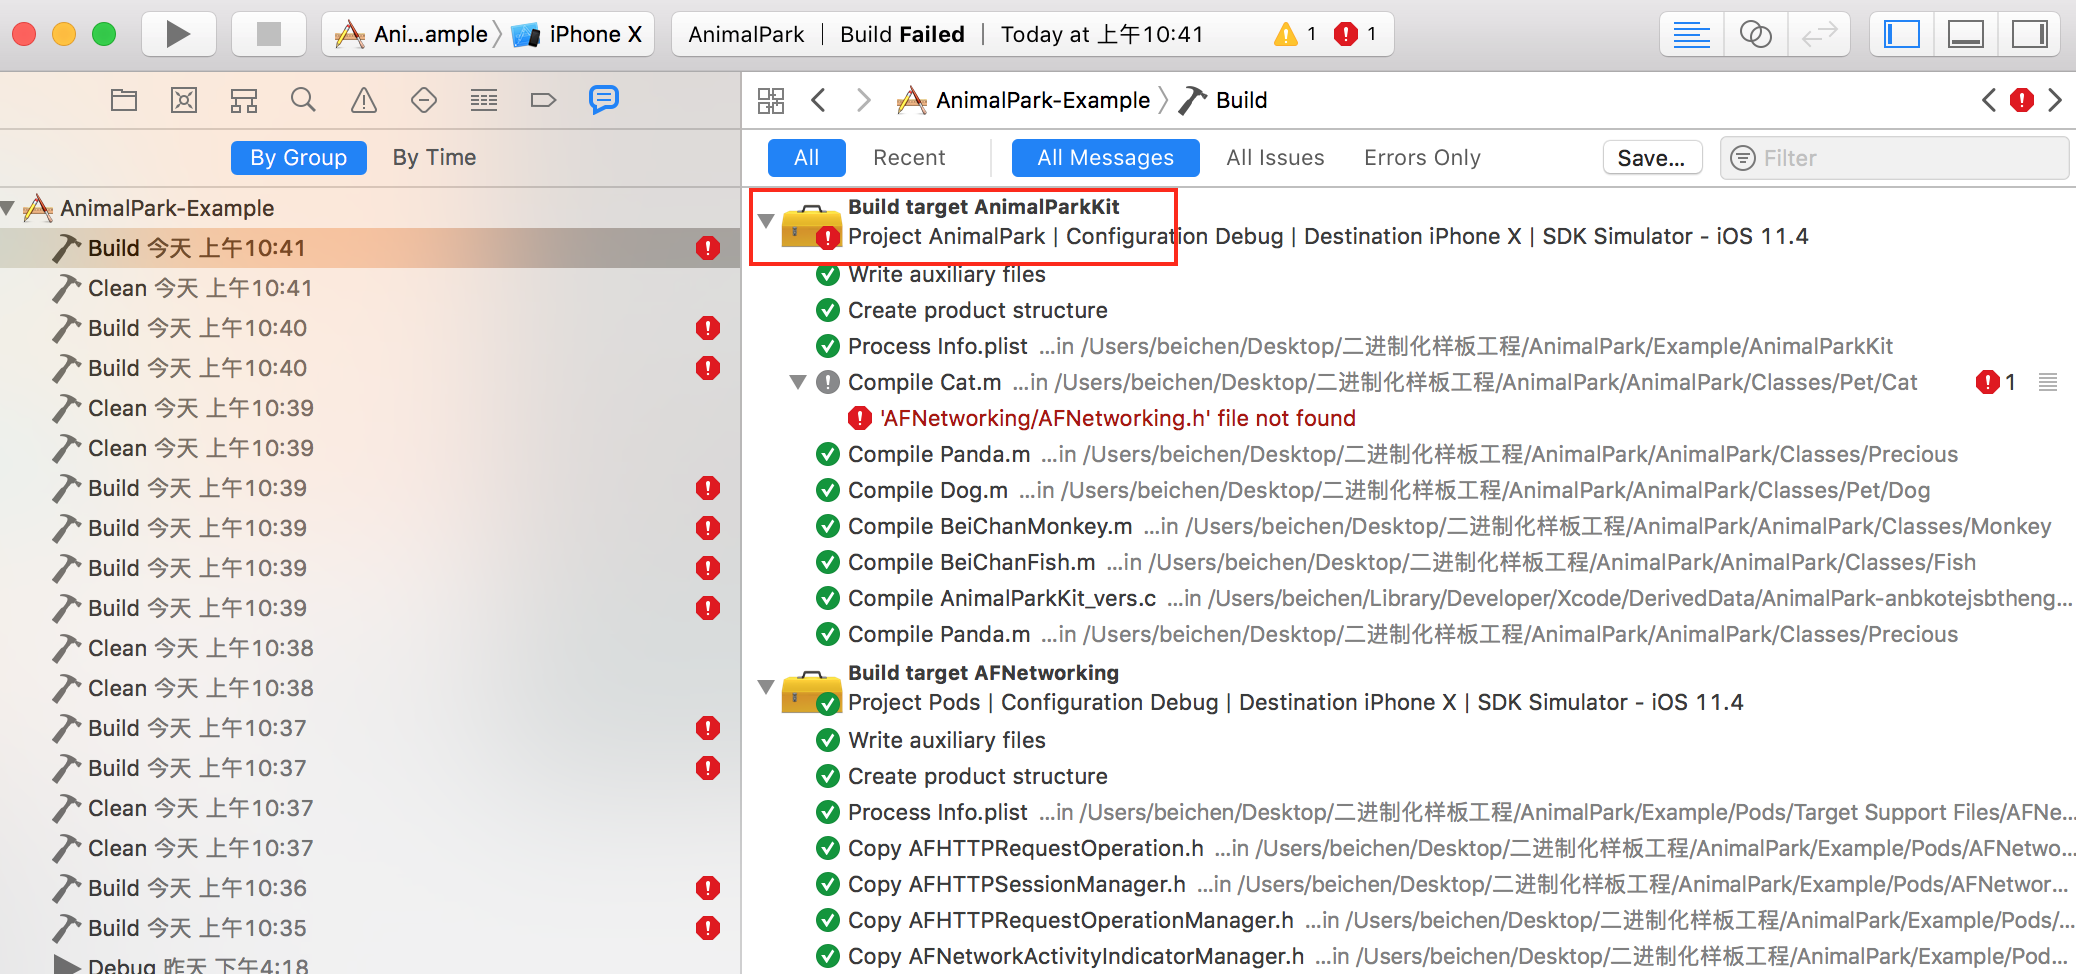 Ani...ample 〉 iPhone X
AnimalPark | Build Failed | Today at 上午10:41
1
1
AnimalPark-Example 〉 Build
By Group
By Time
All
Recent
All Messages
All Issues
Errors Only
Save...
Filter
AnimalPark-Example
Build 今天 上午10:41
Clean 今天 上午10:41
Build 今天 上午10:40
Build 今天 上午10:40
Clean 今天 上午10:39
Clean 今天 上午10:39
Build 今天 上午10:39
Build 今天 上午10:39
Build 今天 上午10:39
Build 今天 上午10:39
Clean 今天 上午10:38
Clean 今天 上午10:38
Build 今天 上午10:37
Build 今天 上午10:37
Clean 今天 上午10:37
Clean 今天 上午10:37
Build 今天 上午10:36
Build 今天 上午10:35
Debug 昨天 下午4:18
Build target AnimalParkKit
Project AnimalPark | Configuration Debug | Destination iPhone X | SDK Simulator - iOS 11.4
Write auxiliary files
Create product structure
Process Info.plist ...in /Users/beichen/Desktop/二进制化样板工程/AnimalPark/Example/AnimalParkKit
Compile Cat.m ...in /Users/beichen/Desktop/二进制化样板工程/AnimalPark/AnimalPark/Classes/Pet/Cat 1
'AFNetworking/AFNetworking.h' file not found
Compile Panda.m ...in /Users/beichen/Desktop/二进制化样板工程/AnimalPark/AnimalPark/Classes/Precious
Compile Dog.m ...in /Users/beichen/Desktop/二进制化样板工程/AnimalPark/AnimalPark/Classes/Pet/Dog
Compile BeiChanMonkey.m ...in /Users/beichen/Desktop/二进制化样板工程/AnimalPark/AnimalPark/Classes/Monkey
Compile BeiChanFish.m ...in /Users/beichen/Desktop/二进制化样板工程/AnimalPark/AnimalPark/Classes/Fish
Compile AnimalParkKit_vers.c ...in /Users/beichen/Library/Developer/Xcode/DerivedData/AnimalPark-anbkotejsbtheng...
Compile Panda.m ...in /Users/beichen/Desktop/二进制化样板工程/AnimalPark/AnimalPark/Classes/Precious
Build target AFNetworking
Project Pods | Configuration Debug | Destination iPhone X | SDK Simulator - iOS 11.4
Write auxiliary files
Create product structure
Process Info.plist ...in /Users/beichen/Desktop/二进制化样板工程/AnimalPark/Example/Pods/Target Support Files/AFNe...
Copy AFHTTPRequestOperation.h ...in /Users/beichen/Desktop/二进制化样板工程/AnimalPark/Example/Pods/AFNetwo...
Copy AFHTTPSessionManager.h ...in /Users/beichen/Desktop/二进制化样板工程/AnimalPark/Example/Pods/AFNetwor...
Copy AFHTTPRequestOperationManager.h ...in /Users/beichen/Desktop/二进制化样板工程/AnimalPark/Example/Pods/...
Copy AFNetworkActivityIndicatorManager.h ...in /Users/beichen/Desktop/二进制化样板工程/AnimalPark/Example/Pod...